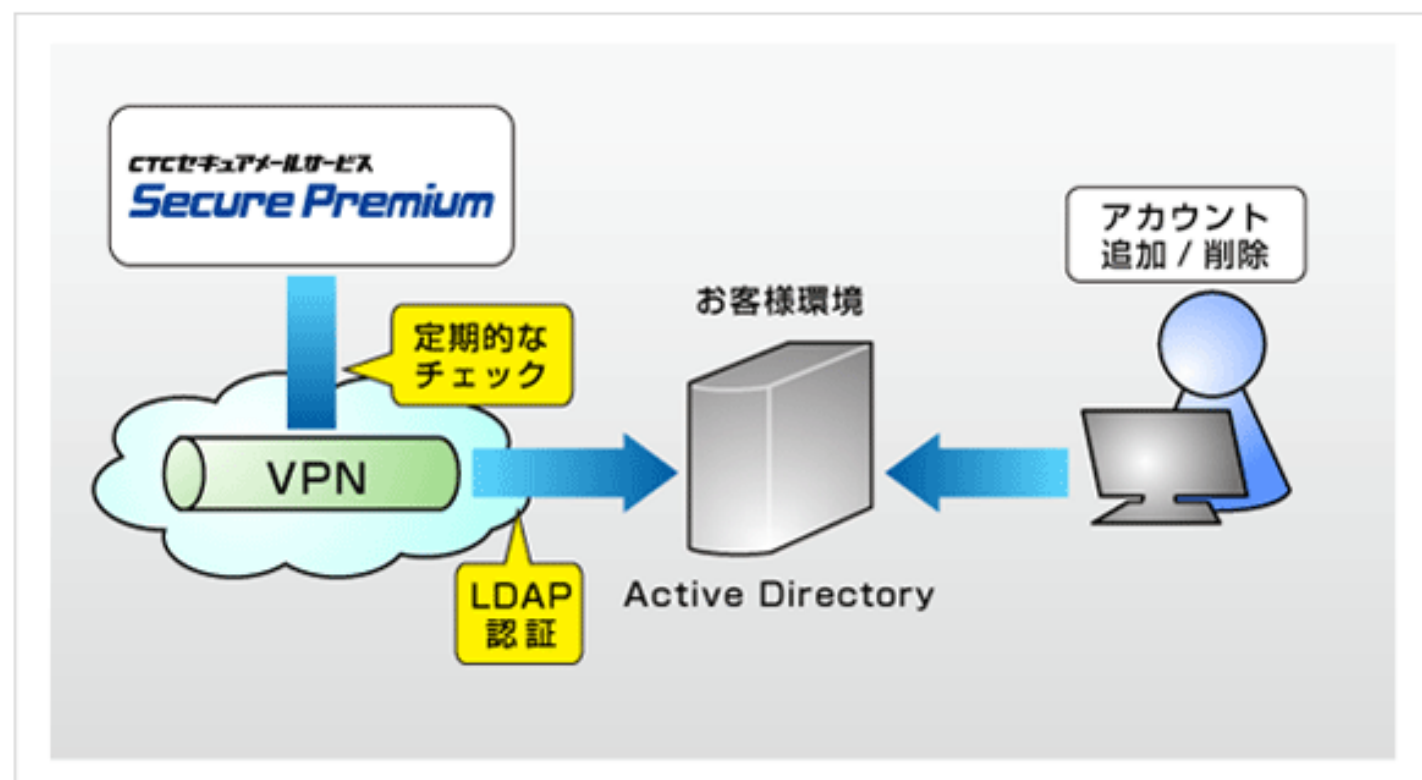 CTCセキュアメールサービス
Secure Premium
アカウント
追加 / 削除
お客様環境
定期的な
チェック
VPN
LDAP
認証
Active Directory